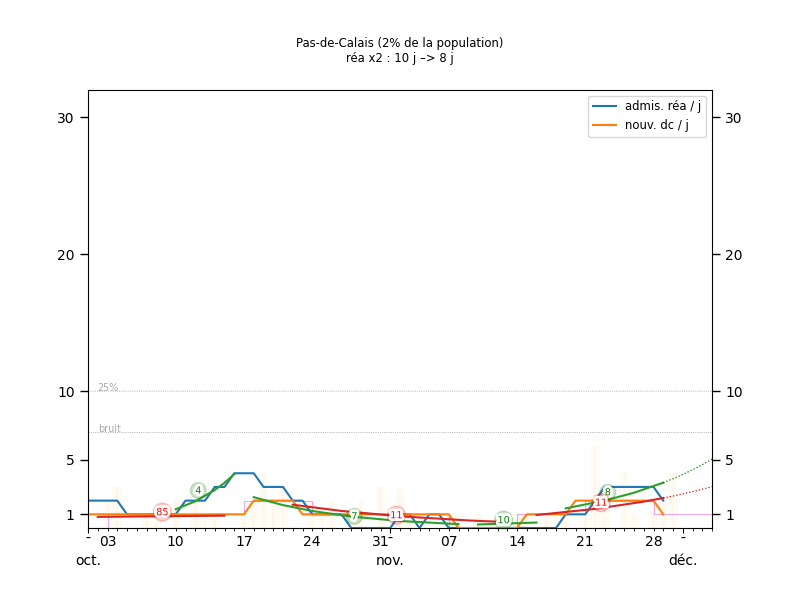 Pas-de-Calais (2% de la population)
réa x2 : 10 j –> 8 j
admis. réa / j
nouv. dc / j
30 30
20 20
10 10
5 5
1 1
25%
bruit
85
4
7
11
10
11
8
- 03 10 17 24 31- 07 14 21 28 -
oct. nov. déc.